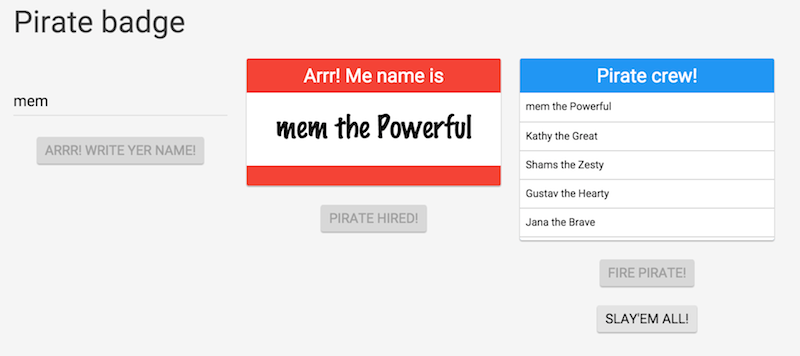 Pirate badge
mem
ARRR! WRITE YER NAME!
Arrr! Me name is
mem the Powerful
PIRATE HIRED!
Pirate crew!
mem the Powerful
Kathy the Great
Shams the Zesty
Gustav the Hearty
Jana the Brave
FIRE PIRATE!
SLAY'EM ALL!